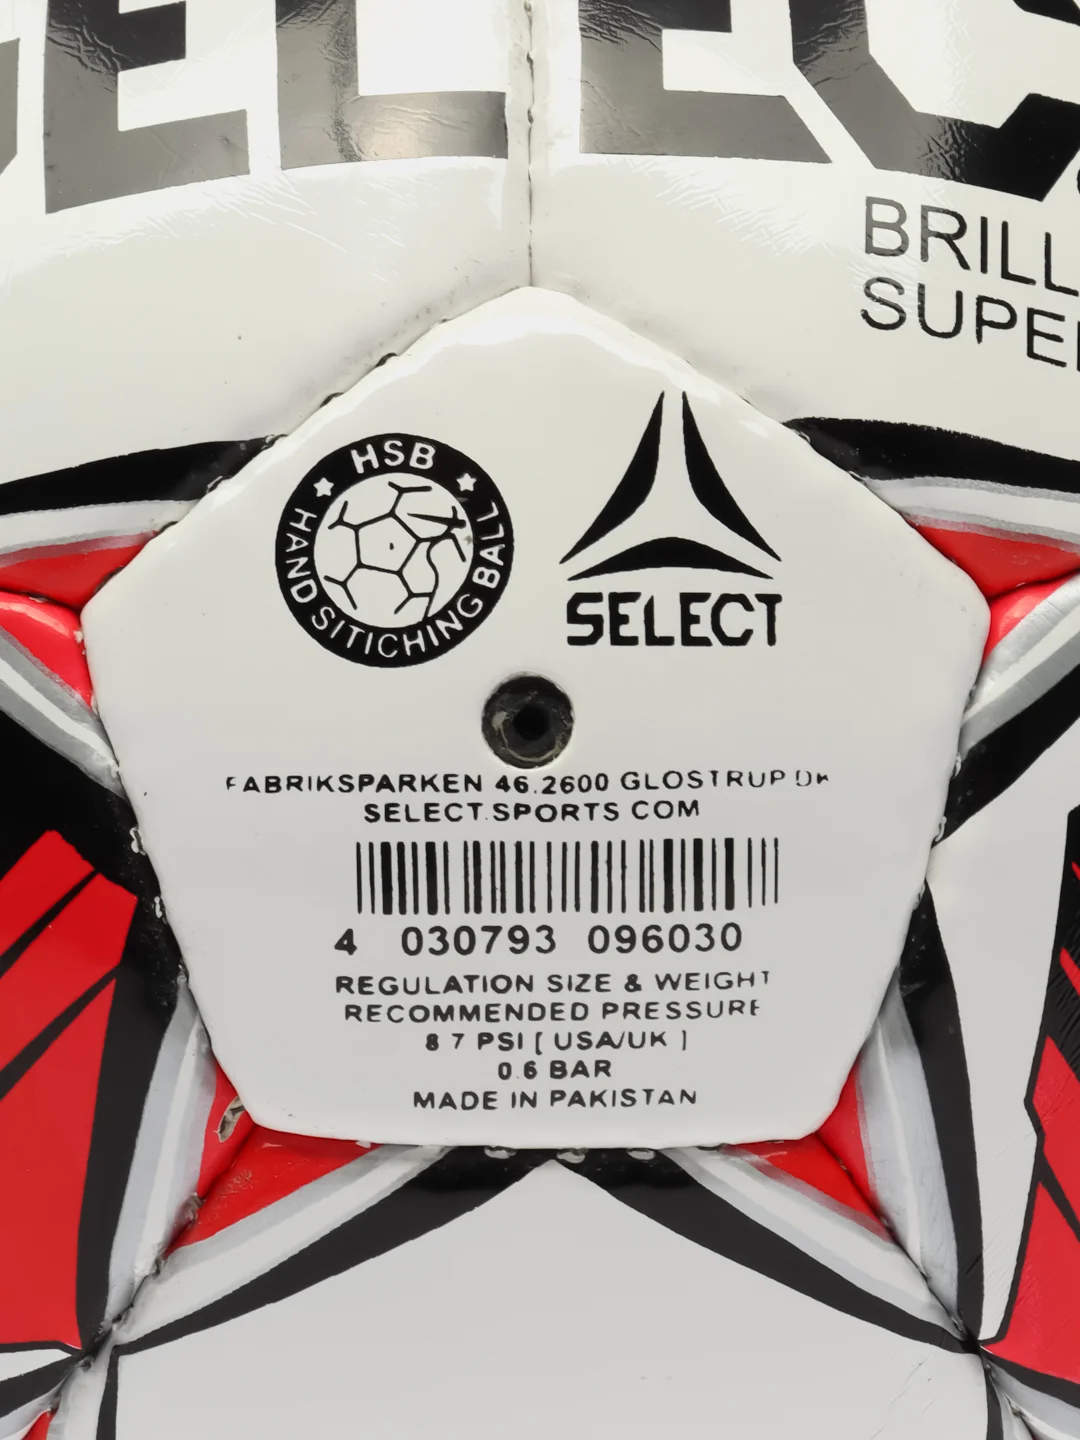 SELEC
BRILL
SUPE
HSB
HAND SITICHING BALL
SELECT
FABRIKSPARKEN 46.2600 GLOSTRUP DK
SELECT.SPORTS COM
4 030793 096030
REGULATION SIZE & WEIGHT
RECOMMENDED PRESSURE
8 7 PSI [ USA/UK ]
0.6 BAR
MADE IN PAKISTAN